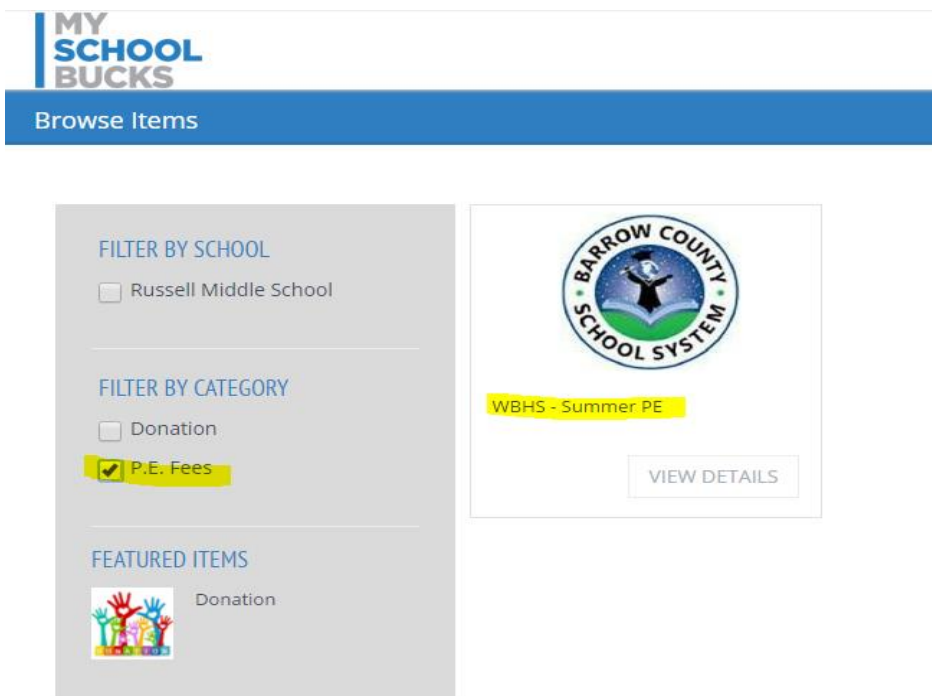 MY
SCHOOL
BUCKS
Browse Items
FILTER BY SCHOOL
Russell Middle School
FILTER BY CATEGORY
Donation
P.E. Fees
FEATURED ITEMS
Donation
DONATION
BARROW COUNTY
SCHOOL SYSTEM
WBHS - Summer PE
VIEW DETAILS